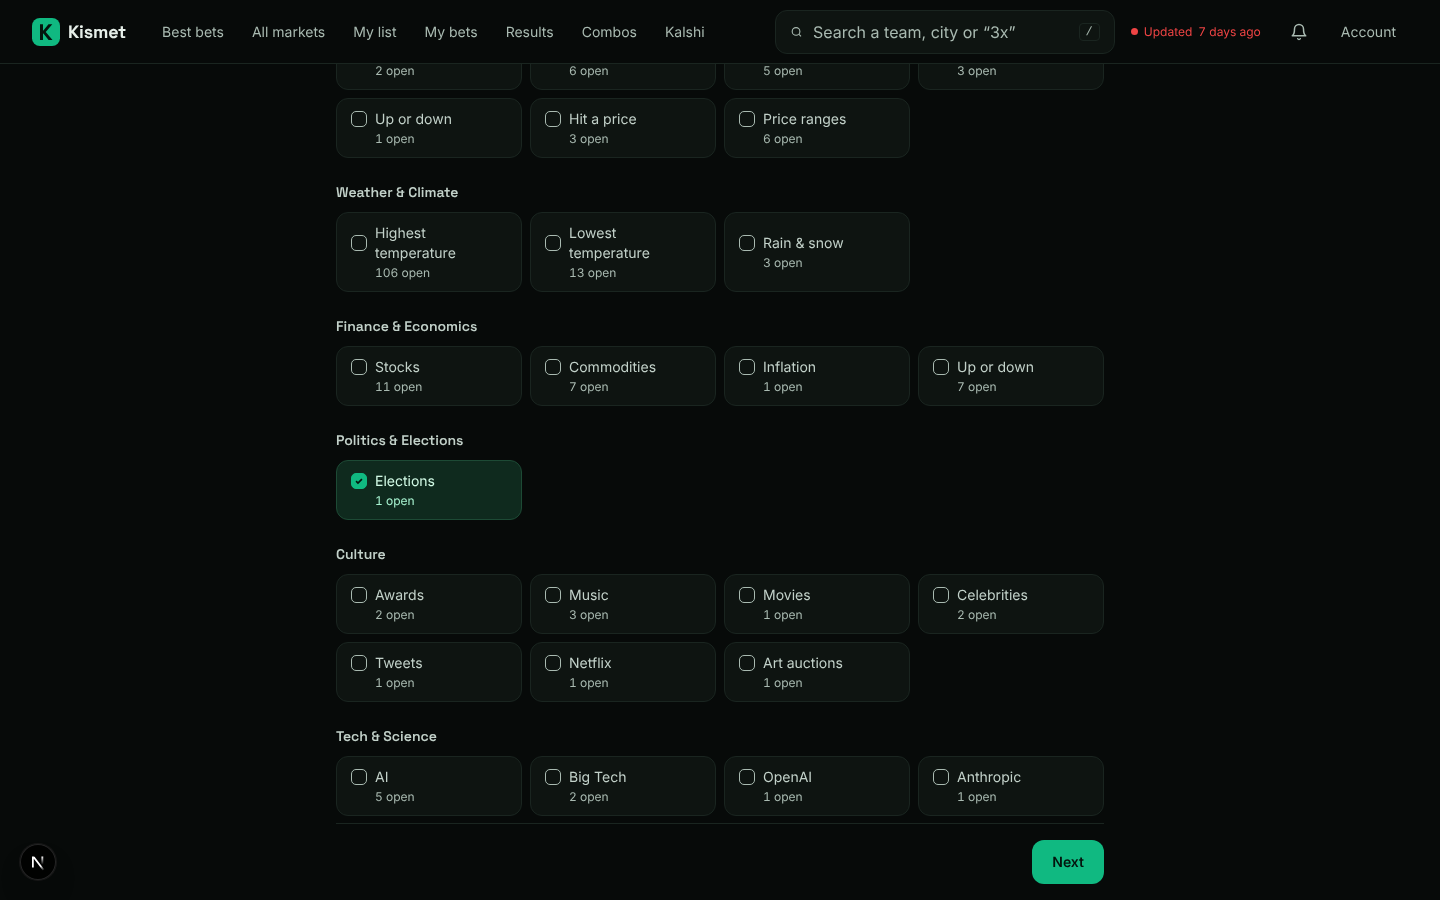 Kismet
Best bets
All markets
My list
My bets
Results
Combos
Kalshi
Search a team, city or “3x”
/
Updated 7 days ago
Account
2 open
6 open
5 open
3 open
Up or down
1 open
Hit a price
3 open
Price ranges
6 open
Weather & Climate
Highest
temperature
106 open
Lowest
temperature
13 open
Rain & snow
3 open
Finance & Economics
Stocks
11 open
Commodities
7 open
Inflation
1 open
Up or down
7 open
Politics & Elections
Elections
1 open
Culture
Awards
2 open
Music
3 open
Movies
1 open
Celebrities
2 open
Tweets
1 open
Netflix
1 open
Art auctions
1 open
Tech & Science
AI
5 open
Big Tech
2 open
OpenAI
1 open
Anthropic
1 open
Next